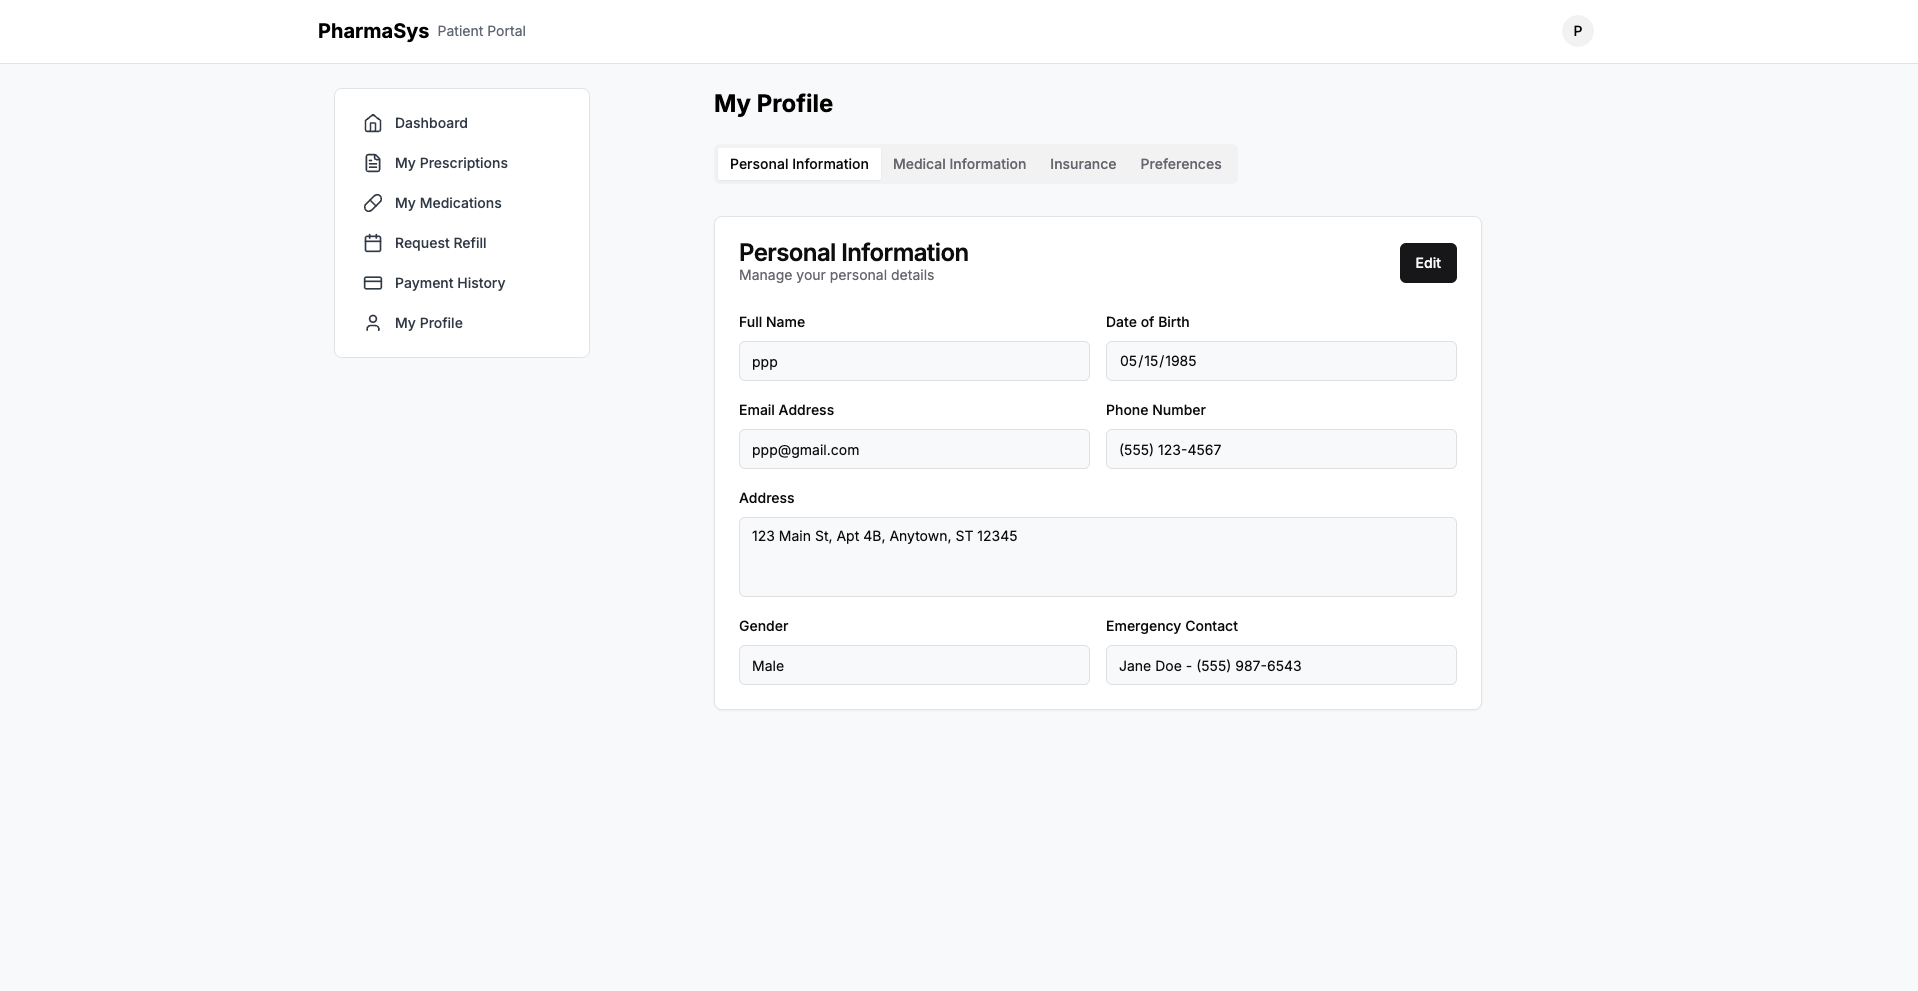 PharmaSys Patient Portal
P
Dashboard
My Prescriptions
My Medications
Request Refill
Payment History
My Profile
My Profile
Personal Information Medical Information Insurance Preferences
Personal Information
Manage your personal details
Edit
Full Name
ppp
Date of Birth
05/15/1985
Email Address
ppp@gmail.com
Phone Number
(555) 123-4567
Address
123 Main St, Apt 4B, Anytown, ST 12345
Gender
Male
Emergency Contact
Jane Doe - (555) 987-6543